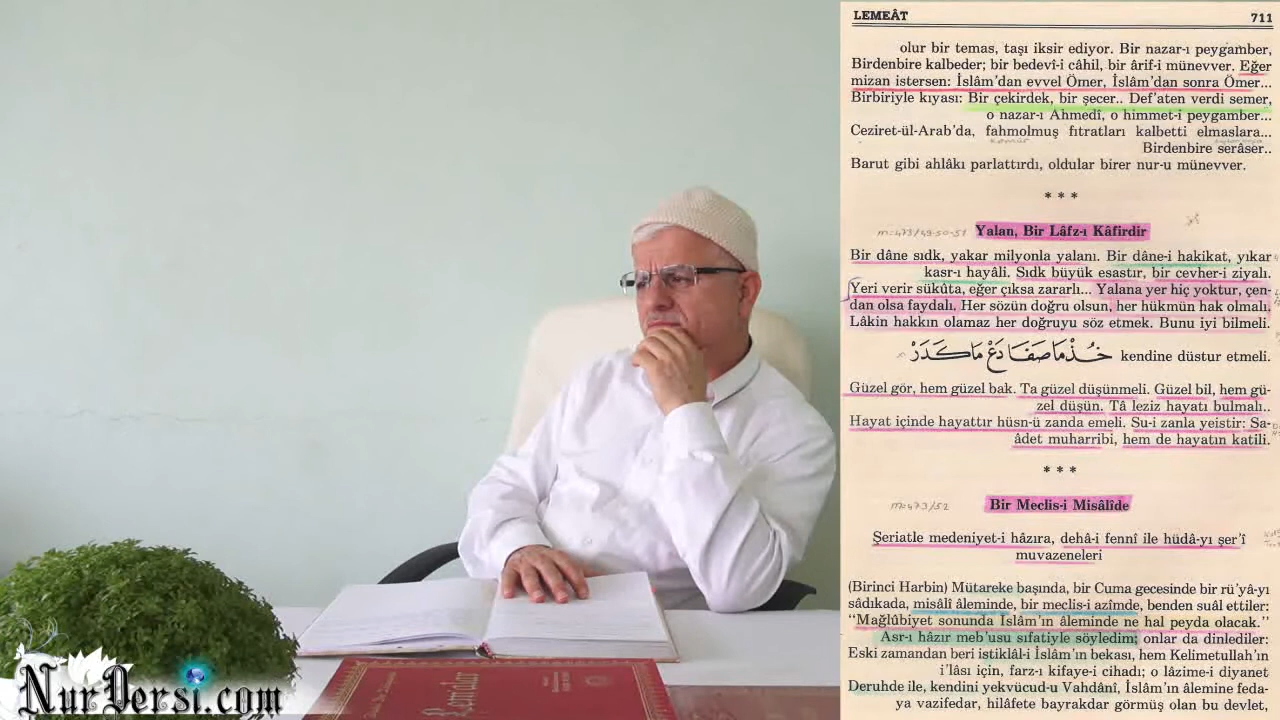 LEMEÂT 711
olur bir temas, taşı iksir ediyor. Bir nazar-ı peygamber,
Birdenbire kalbeder; bir bedevî-i câhil, bir ârif-i münevver. Eğer
mizan istersen: İslâm'dan evvel Ömer, İslâm'dan sonra Ömer...
Birbiriyle kıyası: Bir çekirdek, bir şecer.. Def'aten verdi semer,
o nazar-ı Ahmedî, o himmet-i peygamber...
Ceziret-ül-Arab'da, fahmolmuş fıtratları kalbetti elmaslara...
Birdenbire serâser..
Barut gibi ahlâkı parlattırdı, oldular birer nur-u münevver.
* * *
m:473/49-50-51 Yalan, Bir Lâfz-ı Kâfirdir
Bir dâne sıdk, yakar milyonla yalanı. Bir dâne-i hakikat, yıkar
kasr-ı hayâli. Sıdk büyük esastır, bir cevher-i ziyalı.
Yeri verir sükûta, eğer çıksa zararlı... Yalana yer hiç yoktur, çen-
dan olsa faydalı. Her sözün doğru olsun, her hükmün hak olmalı.
Lâkin hakkın olamaz her doğruyu söz etmek. Bunu iyi bilmeli.
خُذْ مَا صَفَا دَعْ مَا كَدَرْ kendine düstur etmeli.
Güzel gör, hem güzel bak. Ta güzel düşünmeli. Güzel bil, hem gü-
zel düşün. Tâ leziz hayatı bulmalı..
Hayat içinde hayattır hüsn-ü zanda emeli. Su-i zanla yeistir: Sa-
âdet muharribi, hem de hayatın katili.
* * *
m:473/52 Bir Meclis-i Misâlîde
Şeriatle medeniyet-i hâzıra, dehâ-yi fennî ile hüdâ-yı şer'î
muvazeneleri
(Birinci Harbin) Mütareke başında, bir Cuma gecesinde bir rü'yâ-yı
sâdıkada, misâlî âleminde, bir meclis-i azîmde, benden suâl ettiler:
"Mağlûbiyet sonunda İslâm'ın âleminde ne hal peyda olacak."
Asr-ı hâzır meb'usu sıfatiyle söyledim; onlar da dinlediler:
Eski zamandan beri istiklâl-i İslâm'ın bekası, hem Kelimetullah'ın
i'lâsı için, farz-ı kifaye-i cihadı; o lâzime-i diyanet
Deruhde ile, kendini yekvücud-u Vahdânî, İslâm'ın âlemine feda-
ya vazifedar, hilâfete bayrakdar görmüş olan bu devlet,
NurDersi.com